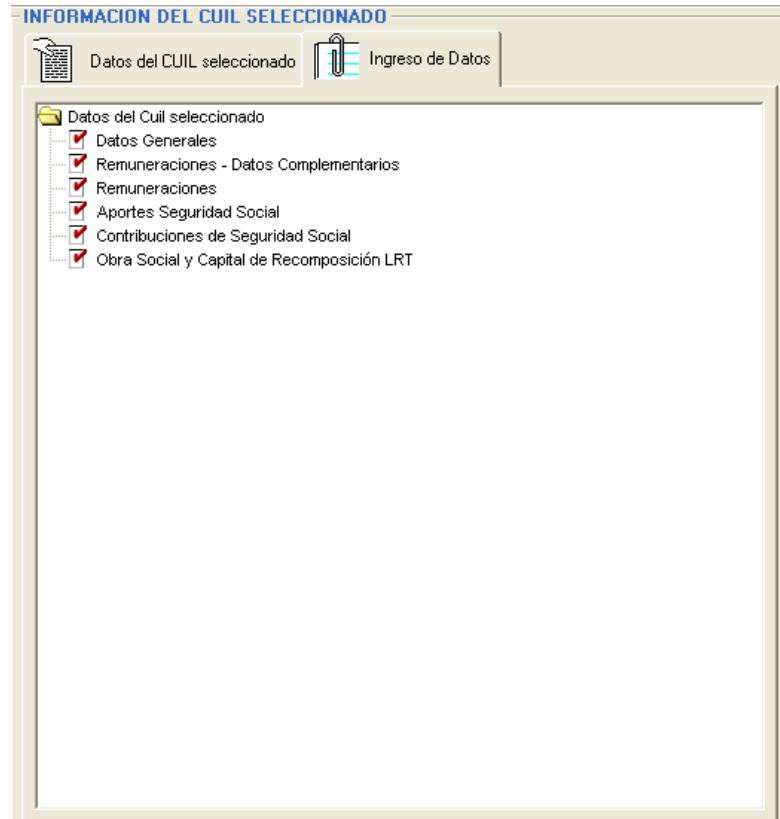 INFORMACION DEL CUIL SELECCIONADO
Datos del CUIL seleccionado
Ingreso de Datos
Datos del Cuil seleccionado
Datos Generales
Remuneraciones - Datos Complementarios
Remuneraciones
Aportes Seguridad Social
Contribuciones de Seguridad Social
Obra Social y Capital de Recomposición LRT